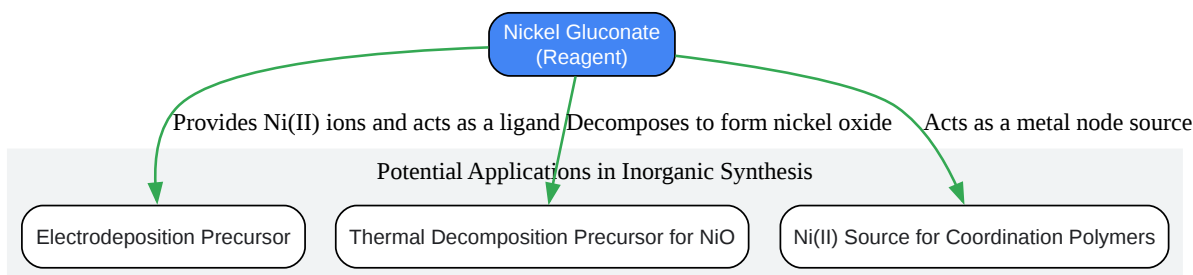 Nickel Gluconate
(Reagent)
Provides Ni(II) ions and acts as a ligand
Decomposes to form nickel oxide
Acts as a metal node source
Potential Applications in Inorganic Synthesis
Electrodeposition Precursor
Thermal Decomposition Precursor for NiO
Ni(II) Source for Coordination Polymers